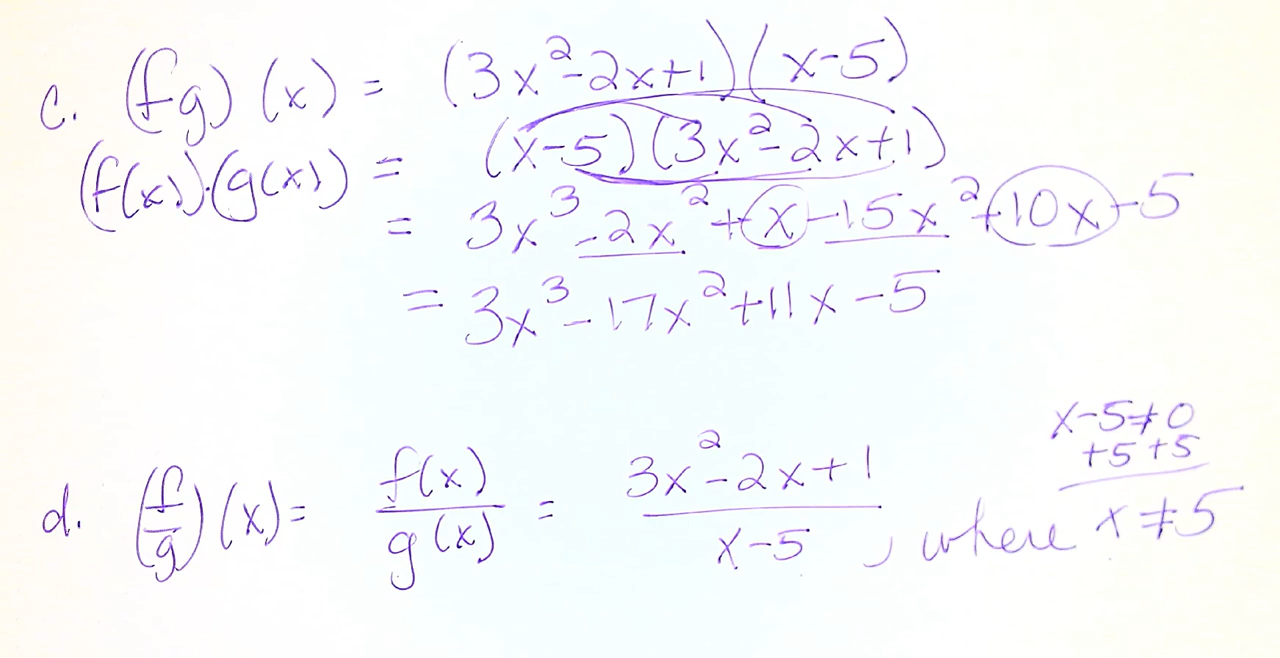 c. (fg)(x) = (3x²-2x+1)(x-5)
(f(x))·(g(x)) = (x-5)(3x²-2x+1)
= 3x³-2x²+x-15x²+10x-5
= 3x³-17x²+11x-5
x-5≠0
+5 +5
d. (f/g)(x) = f(x)/g(x) = 3x²-2x+1/x-5, where x≠5